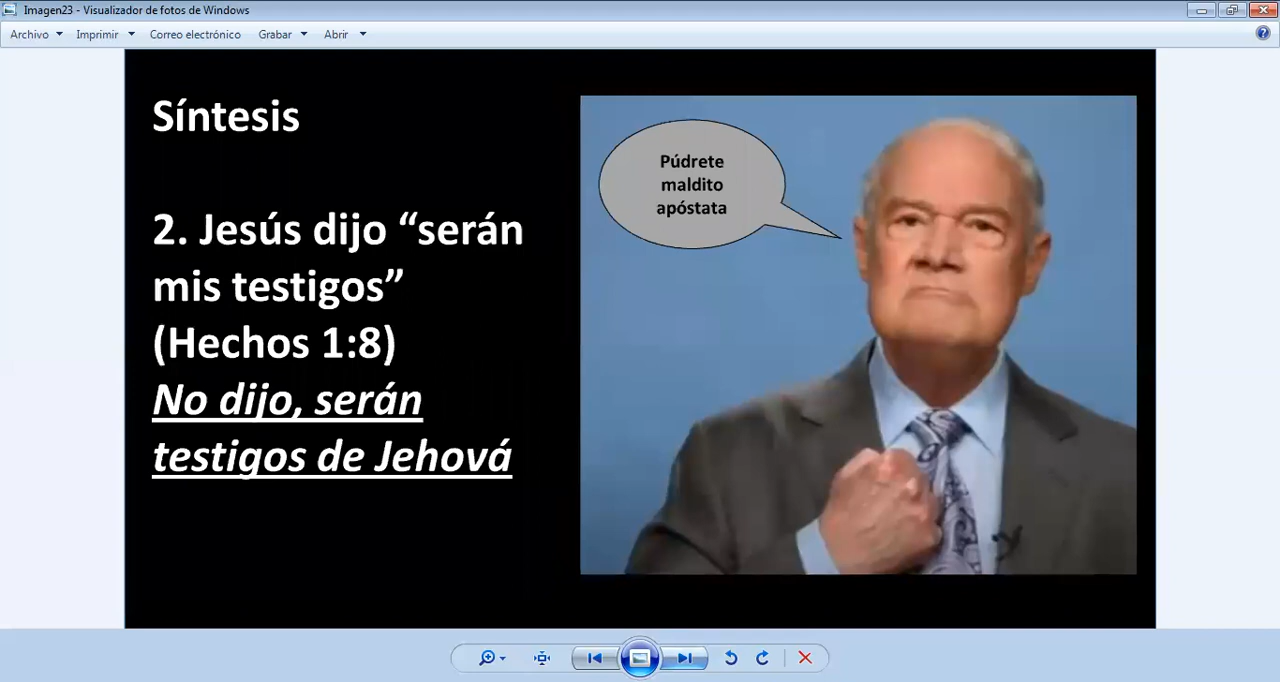 Imagen23 - Visualizador de fotos de Windows
Archivo Imprimir Correo electrónico Grabar Abrir
Síntesis
2. Jesús dijo “serán
mis testigos”
(Hechos 1:8)
No dijo, serán
testigos de Jehová
Púdrete
maldito
apóstata